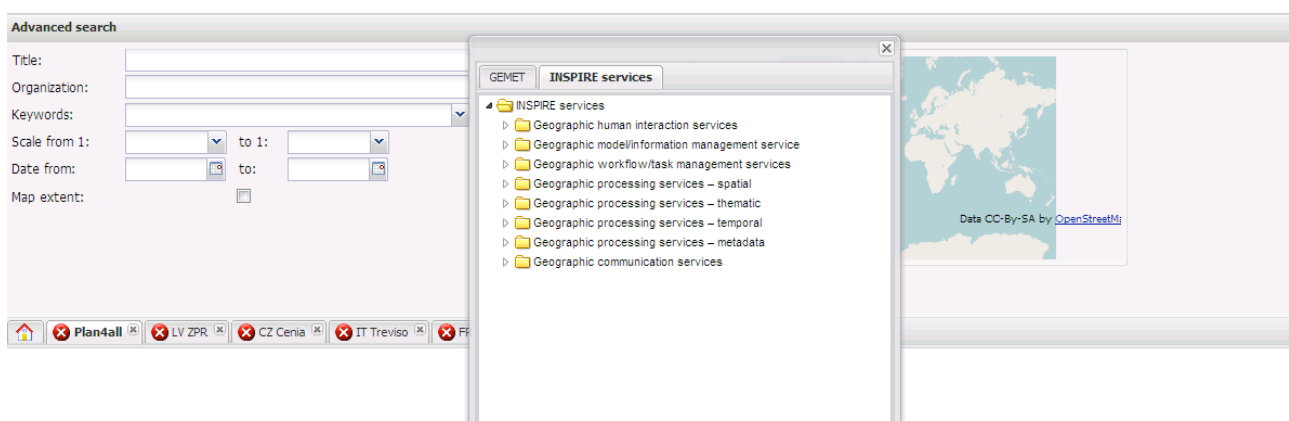 Advanced search
Title:
Organization:
Keywords:
Scale from 1: to 1:
Date from: to:
Map extent:
GEMET INSPIRE services
INSPIRE services
Geographic human interaction services
Geographic model/information management service
Geographic workflow/task management services
Geographic processing services – spatial
Geographic processing services – thematic
Geographic processing services – temporal
Geographic processing services – metadata
Geographic communication services
Data CC-By-SA by OpenStreetMa
Plan4all LV ZPR CZ Cenia IT Treviso